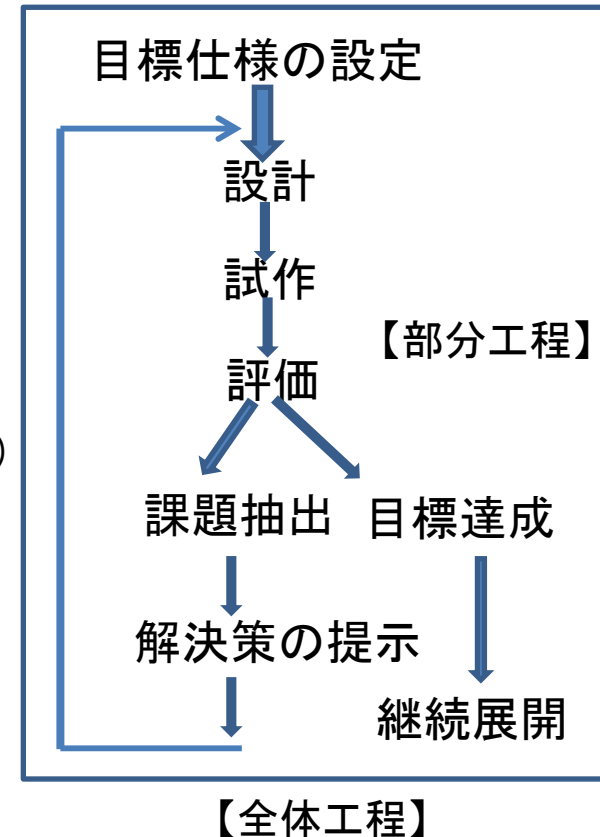 目標仕様の設定
設計
試作
【部分工程】
評価
)
課題抽出 目標達成
解決策の提示
継続展開
【全体工程】